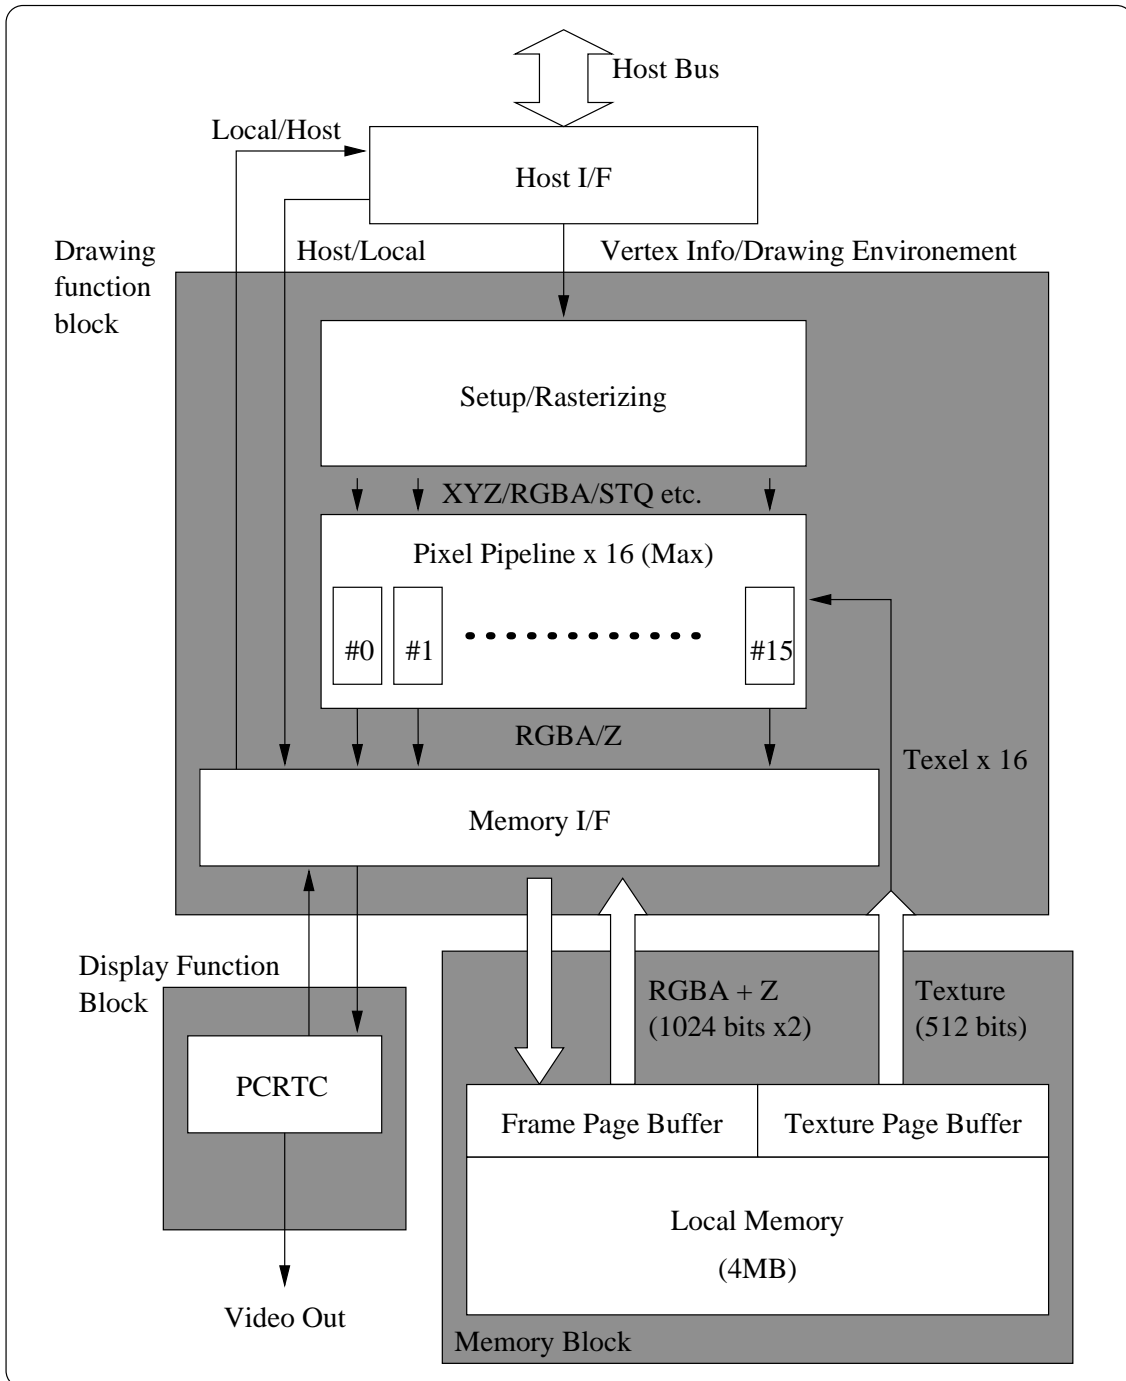 Host Bus
Local/Host
Host I/F
Drawing
function
block
Host/Local
Vertex Info/Drawing Environement
Setup/Rasterizing
XYZ/RGBA/STQ etc.
Pixel Pipeline x 16 (Max)
#0
#1
#15
RGBA/Z
Texel x 16
Memory I/F
Display Function
Block
RGBA + Z
(1024 bits x2)
Texture
(512 bits)
PCRTC
Frame Page Buffer
Texture Page Buffer
Local Memory
(4MB)
Video Out
Memory Block